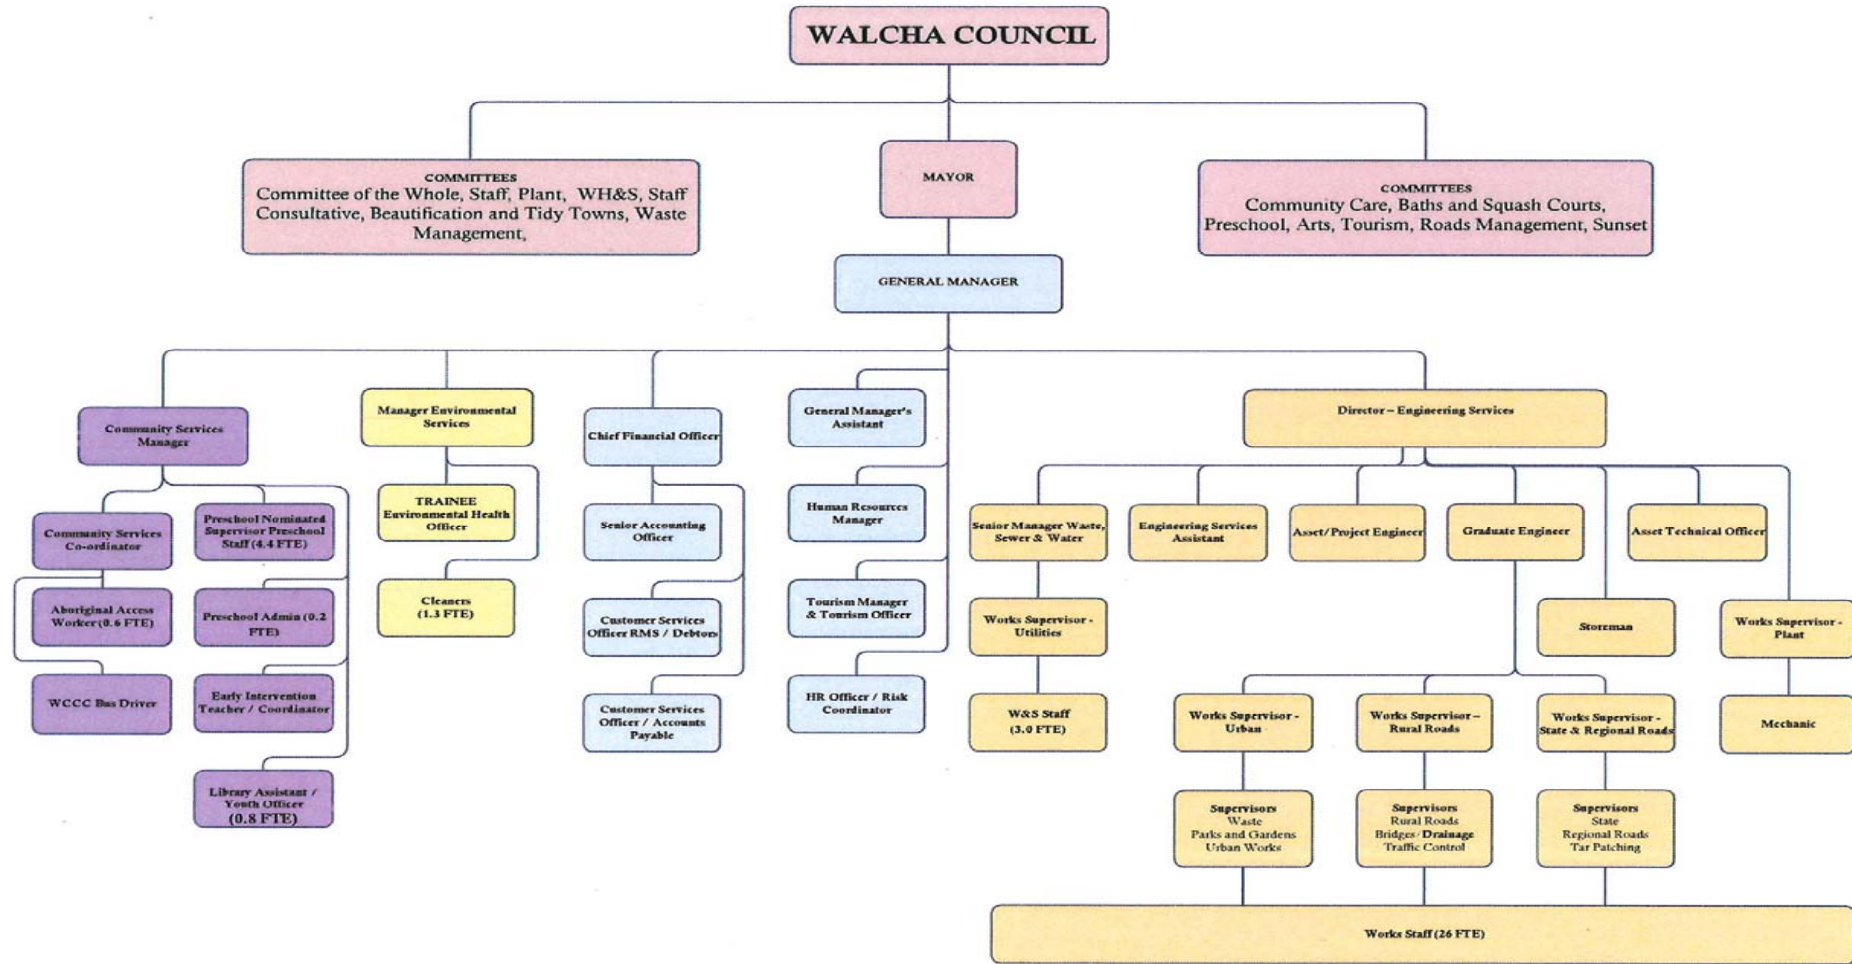 WALCHA COUNCIL
COMMITTEES
Committee of the Whole, Staff, Plant, WH&S, Staff
Consultative, Beautification and Tidy Towns, Waste
Management,
MAYOR
COMMITTEES
Community Care, Baths and Squash Courts,
Preschool, Arts, Tourism, Roads Management, Sunset
GENERAL MANAGER
Community Services
Manager
Community Services
Co-ordinator
Aboriginal Access
Worker (0.6 FTE)
WCCC Bus Driver
Preschool Nominated
Supervisor Preschool
Staff (4.4 FTE)
Preschool Admin (0.2
FTE)
Early Intervention
Teacher / Coordinator
Library Assistant /
Youth Officer
(0.8 FTE)
Manager Environmental
Services
TRAINEE
Environmental Health
Officer
Cleaners
(1.3 FTE)
Chief Financial Officer
Senior Accounting
Officer
Customer Services
Officer RMS / Debtors
Customer Services
Officer / Accounts
Payable
General Manager's
Assistant
Human Resources
Manager
Tourism Manager
& Tourism Officer
HR Officer / Risk
Coordinator
Director – Engineering Services
Senior Manager Waste,
Sewer & Water
Works Supervisor -
Utilities
W&S Staff
(3.0 FTE)
Engineering Services
Assistant
Asset/Project Engineer
Graduate Engineer
Asset Technical Officer
Storeman
Works Supervisor -
Plant
Mechanic
Works Supervisor -
Urban
Works Supervisor –
Rural Roads
Works Supervisor -
State & Regional Roads
Supervisors
Waste
Parks and Gardens
Urban Works
Supervisors
Rural Roads
Bridges/Drainage
Traffic Control
Supervisors
State
Regional Roads
Tar Patching
Works Staff (26 FTE)